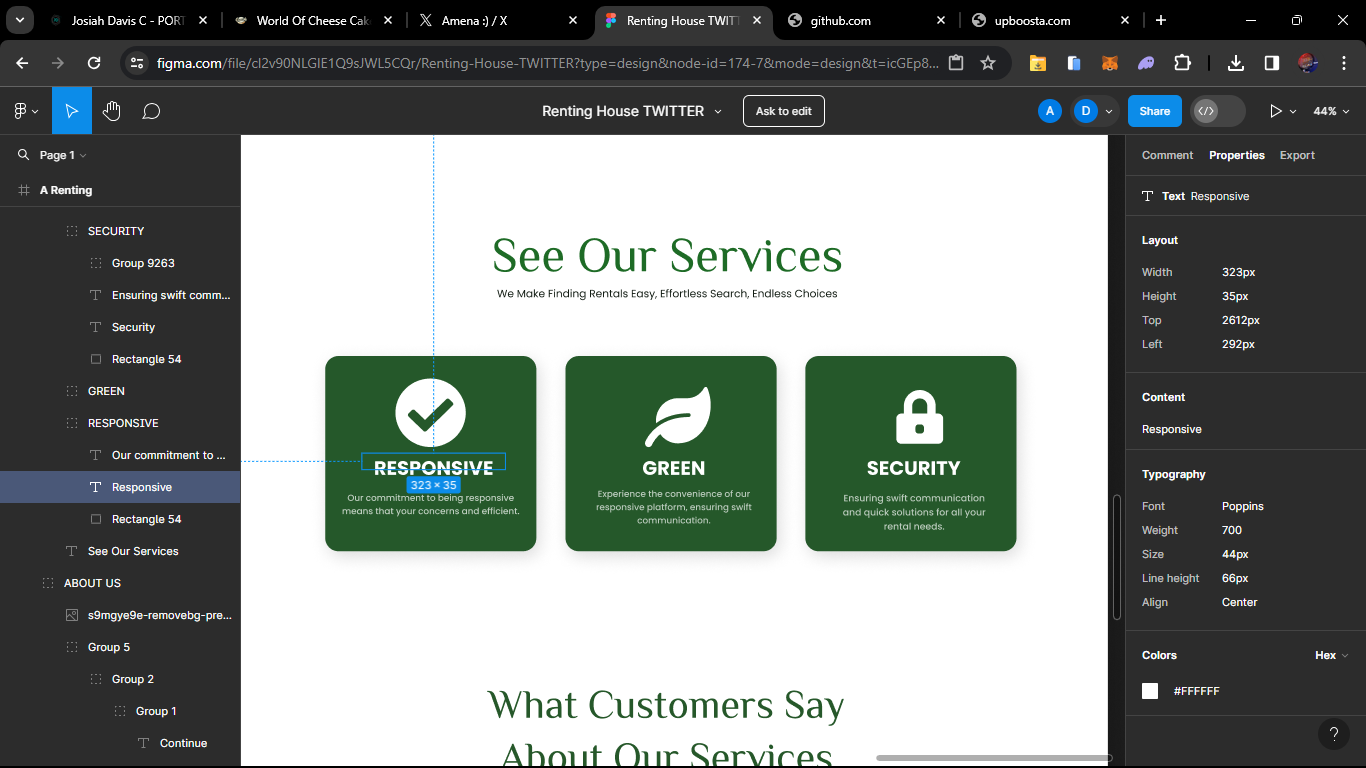 Josiah Davis C - PORT
World Of Cheese Cak
Amena :) / X
Renting House TWIT
github.com
upboosta.com
figma.com/file/cl2v90NLGlE1Q9sJWL5CQr/Renting-House-TWITTER?type=design&node-id=174-7&mode=design&t=icGEp8...
Renting House TWITTER
Ask to edit
A
D
Share
44%
Page 1
A Renting
SECURITY
Group 9263
Ensuring swift comm...
Security
Rectangle 54
GREEN
RESPONSIVE
Our commitment to ...
Responsive
Rectangle 54
See Our Services
ABOUT US
s9mgye9e-removebg-pre...
Group 5
Group 2
Group 1
Continue
See Our Services
We Make Finding Rentals Easy, Effortless Search, Endless Choices
RESPONSIVE
323 × 35
Our commitment to being responsive
means that your concerns and efficient.
GREEN
Experience the convenience of our
responsive platform, ensuring swift
communication.
SECURITY
Ensuring swift communication
and quick solutions for all your
rental needs.
What Customers Say
About Our Services
Comment Properties Export
Text Responsive
Layout
Width 323px
Height 35px
Top 2612px
Left 292px
Content
Responsive
Typography
Font Poppins
Weight 700
Size 44px
Line height 66px
Align Center
Colors Hex
#FFFFFF
?